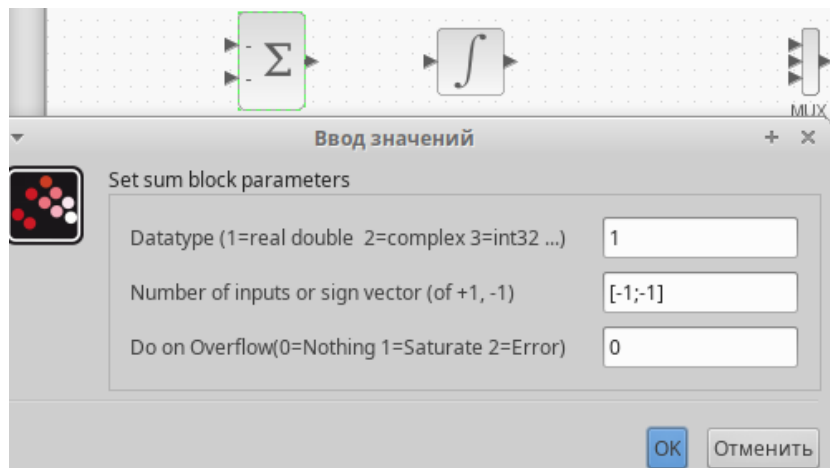 - Σ
-
∫
MUX
Ввод значений
Set sum block parameters
Datatype (1=real double 2=complex 3=int32 ...) 1
Number of inputs or sign vector (of +1, -1) [-1;-1]
Do on Overflow(0=Nothing 1=Saturate 2=Error) 0
OK Отменить